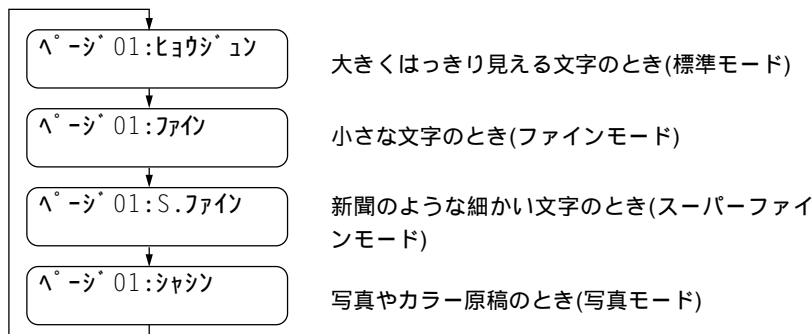 ﾍﾟｰｼﾞ01:ﾋｮｳｼﾞｭﾝ
大きくはっきり見える文字のとき(標準モード)
ﾍﾟｰｼﾞ01:ﾌｧｲﾝ
小さな文字のとき(ファインモード)
ﾍﾟｰｼﾞ01:S.ﾌｧｲﾝ
新聞のような細かい文字のとき(スーパーファイ
ンモード)
ﾍﾟｰｼﾞ01:ｼｬｼﾝ
写真やカラー原稿のとき(写真モード)